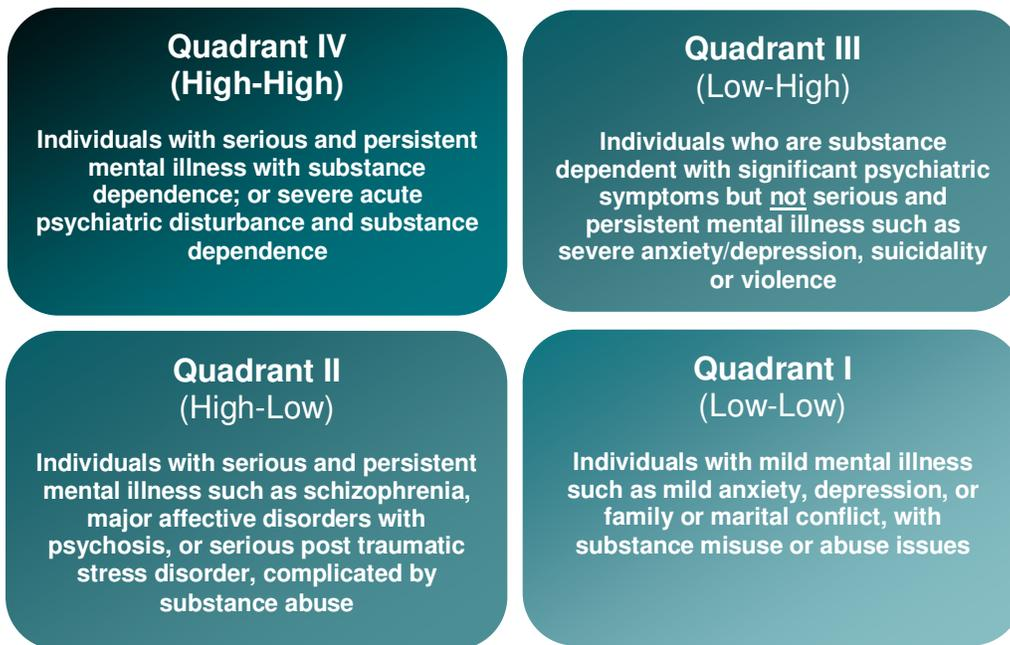 Quadrant IV
(High-High)
Individuals with serious and persistent
mental illness with substance
dependence; or severe acute
psychiatric disturbance and substance
dependence
Quadrant III
(Low-High)
Individuals who are substance
dependent with significant psychiatric
symptoms but not serious and
persistent mental illness such as
severe anxiety/depression, suicidality
or violence
Quadrant II
(High-Low)
Individuals with serious and persistent
mental illness such as schizophrenia,
major affective disorders with
psychosis, or serious post traumatic
stress disorder, complicated by
substance abuse
Quadrant I
(Low-Low)
Individuals with mild mental illness
such as mild anxiety, depression, or
family or marital conflict, with
substance misuse or abuse issues